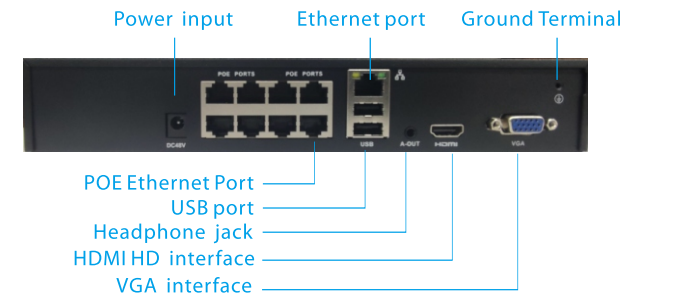 Power input
Ethernet port
Ground Terminal
POE PORTS
POE PORTS
DC48V
USB
A-OUT
HDMI
VGA
POE Ethernet Port
USB port
Headphone jack
HDMI HD interface
VGA interface